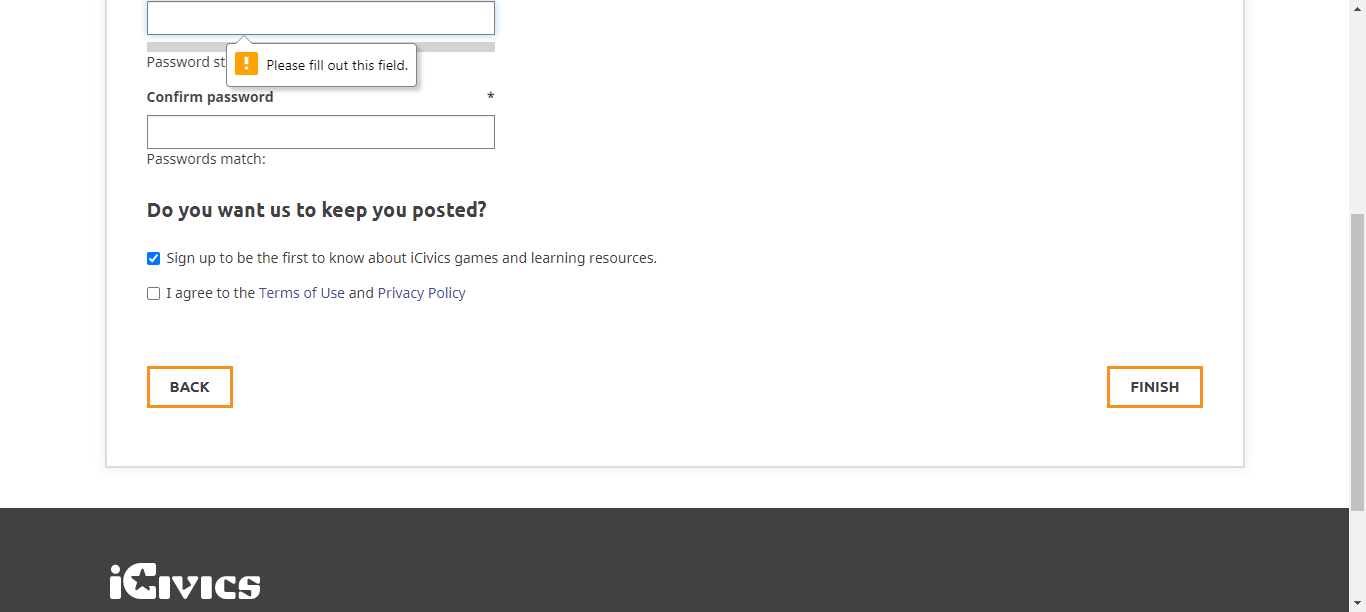 Password st
Please fill out this field.
Confirm password *
Passwords match:
Do you want us to keep you posted?
Sign up to be the first to know about iCivics games and learning resources.
I agree to the Terms of Use and Privacy Policy
BACK
FINISH
iCivics